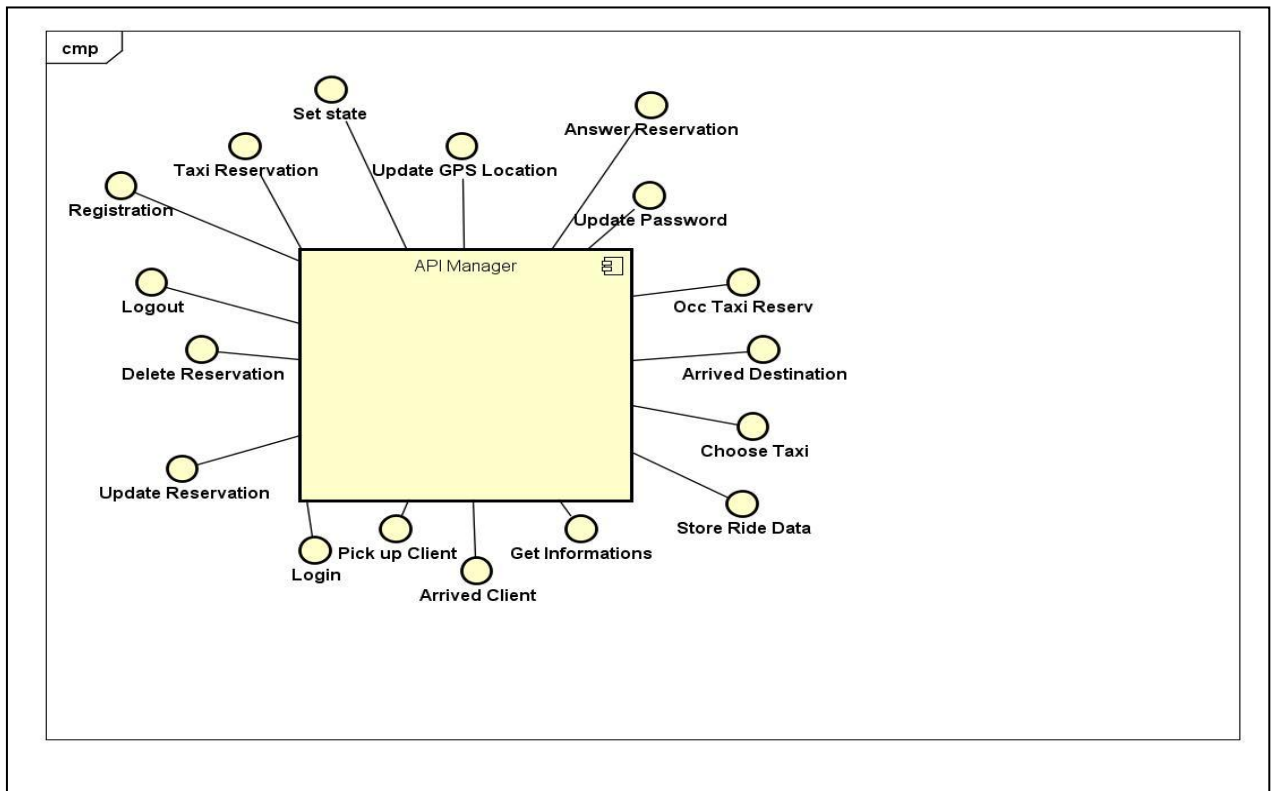 cmp
Set state
Answer Reservation
Taxi Reservation
Update GPS Location
Registration
Update Password
API Manager
Logout
Occ Taxi Reserv
Delete Reservation
Arrived Destination
Choose Taxi
Update Reservation
Store Ride Data
Pick up Client
Get Informations
Login
Arrived Client